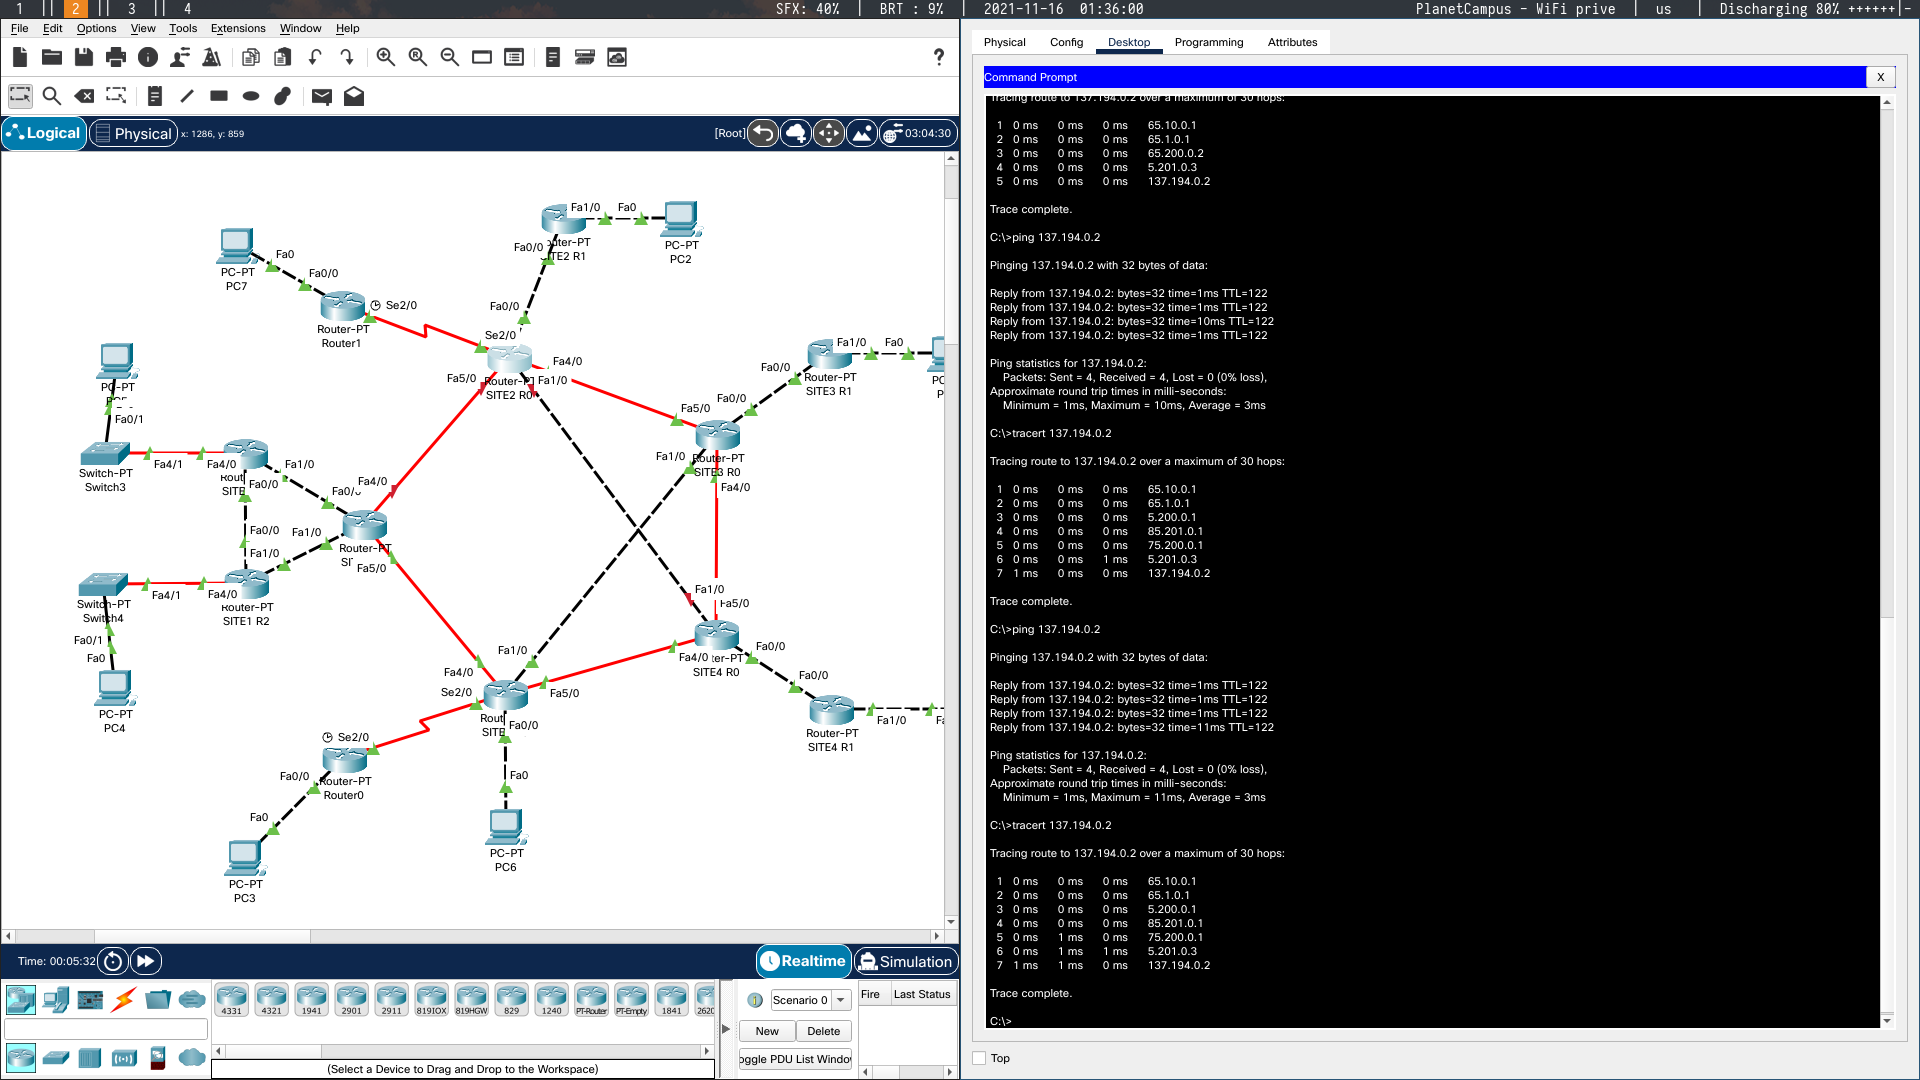 1 2 3 4 SFX: 40% | BRT : 9% | 2021-11-16 01:36:00 PlanetCampus - WiFi prive | us | Discharging 80% ++++++|-
File Edit Options View Tools Extensions Window Help
?
Logical Physical x: 1286, y: 859 [Root] 03:04:30
Fa1/0 Fa0
Router-PT
SITE2 R1
PC-PT
PC2
Fa0/0
PC-PT
PC7
Fa0
Fa0/0
Router-PT
Router1
Se2/0
Fa0/0
Se2/0
Fa4/0
Fa5/0
Fa1/0
Router-PT
SITE2 R0
Fa1/0 Fa0
Fa0/0
Router-PT
SITE3 R1
PC-PT
Fa0/1
Switch-PT
Switch3
Fa4/1
Fa4/0
Fa1/0
Fa0/0
Fa4/0
Fa5/0
Fa0/0
Fa1/0
Router-PT
SITE3 R0
Fa4/0
Fa0/0
Fa1/0
Fa1/0
Router-PT
Fa5/0
Switch-PT
Switch4
Fa4/1
Fa4/0
Router-PT
SITE1 R2
Fa0/1
Fa0
PC-PT
PC4
Fa1/0
Fa5/0
Fa1/0
Fa4/0
Se2/0
Fa5/0
Fa4/0
SITE4 R0
Fa0/0
Fa0/0
Fa1/0
Router-PT
SITE4 R1
Fa0/0
Se2/0
Fa0/0
Router-PT
Router0
Fa0
Fa0
PC-PT
PC6
PC-PT
PC3
Time: 00:05:32 Realtime Simulation
4331 4321 1941 2901 2911 819IOX 819HGW 829 1240 PT-Router PT-Empty 1841 2620
Scenario 0
Fire Last Status
New Delete
oggle PDU List Windo
(Select a Device to Drag and Drop to the Workspace)
Physical Config Desktop Programming Attributes
Command Prompt X
Tracing route to 137.194.0.2 over a maximum of 30 hops:
1 0 ms 0 ms 0 ms 65.10.0.1
2 0 ms 0 ms 0 ms 65.1.0.1
3 0 ms 0 ms 0 ms 65.200.0.2
4 0 ms 0 ms 0 ms 5.201.0.3
5 0 ms 0 ms 0 ms 137.194.0.2
Trace complete.
C:\>ping 137.194.0.2
Pinging 137.194.0.2 with 32 bytes of data:
Reply from 137.194.0.2: bytes=32 time=1ms TTL=122
Reply from 137.194.0.2: bytes=32 time=1ms TTL=122
Reply from 137.194.0.2: bytes=32 time=10ms TTL=122
Reply from 137.194.0.2: bytes=32 time=1ms TTL=122
Ping statistics for 137.194.0.2:
Packets: Sent = 4, Received = 4, Lost = 0 (0% loss),
Approximate round trip times in milli-seconds:
Minimum = 1ms, Maximum = 10ms, Average = 3ms
C:\>tracert 137.194.0.2
Tracing route to 137.194.0.2 over a maximum of 30 hops:
1 0 ms 0 ms 0 ms 65.10.0.1
2 0 ms 0 ms 0 ms 65.1.0.1
3 0 ms 0 ms 0 ms 5.200.0.1
4 0 ms 0 ms 0 ms 85.201.0.1
5 0 ms 0 ms 0 ms 75.200.0.1
6 0 ms 0 ms 1 ms 5.201.0.3
7 1 ms 0 ms 0 ms 137.194.0.2
Trace complete.
C:\>ping 137.194.0.2
Pinging 137.194.0.2 with 32 bytes of data:
Reply from 137.194.0.2: bytes=32 time=1ms TTL=122
Reply from 137.194.0.2: bytes=32 time=1ms TTL=122
Reply from 137.194.0.2: bytes=32 time=1ms TTL=122
Reply from 137.194.0.2: bytes=32 time=11ms TTL=122
Ping statistics for 137.194.0.2:
Packets: Sent = 4, Received = 4, Lost = 0 (0% loss),
Approximate round trip times in milli-seconds:
Minimum = 1ms, Maximum = 11ms, Average = 3ms
C:\>tracert 137.194.0.2
Tracing route to 137.194.0.2 over a maximum of 30 hops:
1 0 ms 0 ms 0 ms 65.10.0.1
2 0 ms 0 ms 0 ms 65.1.0.1
3 0 ms 0 ms 0 ms 5.200.0.1
4 0 ms 0 ms 0 ms 85.201.0.1
5 0 ms 1 ms 0 ms 75.200.0.1
6 0 ms 1 ms 1 ms 5.201.0.3
7 1 ms 1 ms 0 ms 137.194.0.2
Trace complete.
C:\>
Top